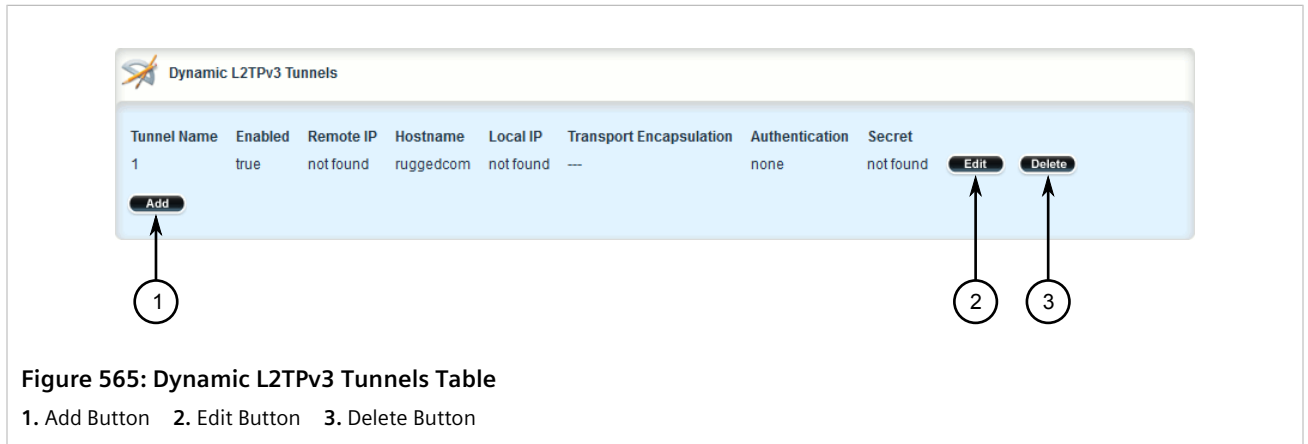 Dynamic L2TPv3 Tunnels
Tunnel Name Enabled Remote IP Hostname Local IP Transport Encapsulation Authentication Secret
1 true not found ruggedcom not found --- none not found Edit Delete
Add
1 2 3
Figure 565: Dynamic L2TPv3 Tunnels Table
1. Add Button 2. Edit Button 3. Delete Button